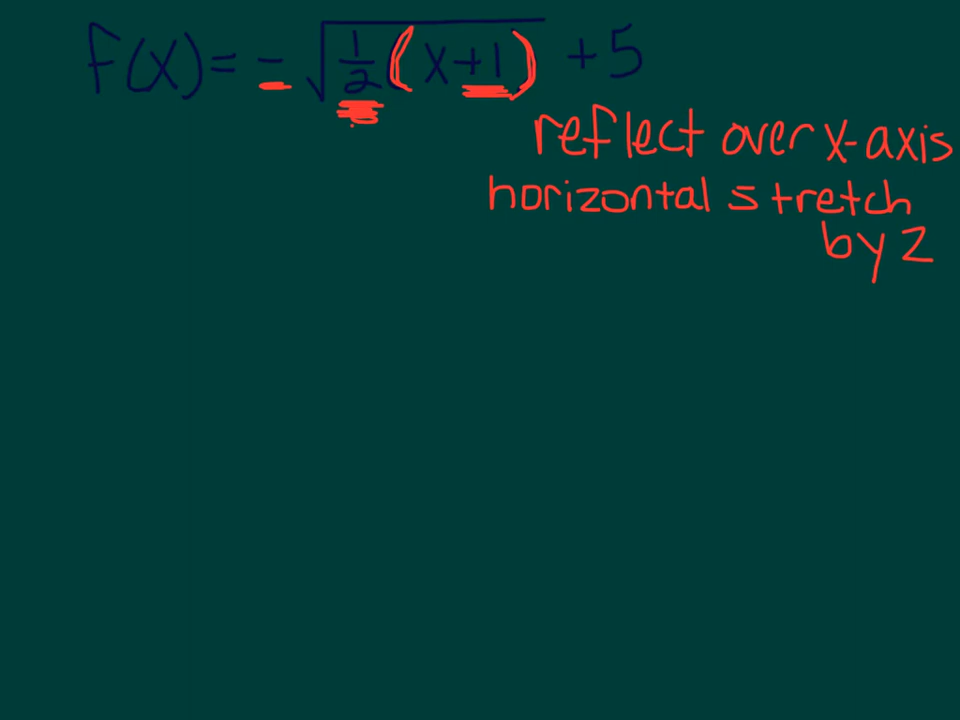 f(x) = - √½(x+1) + 5
reflect over x-axis
horizontal stretch
by 2